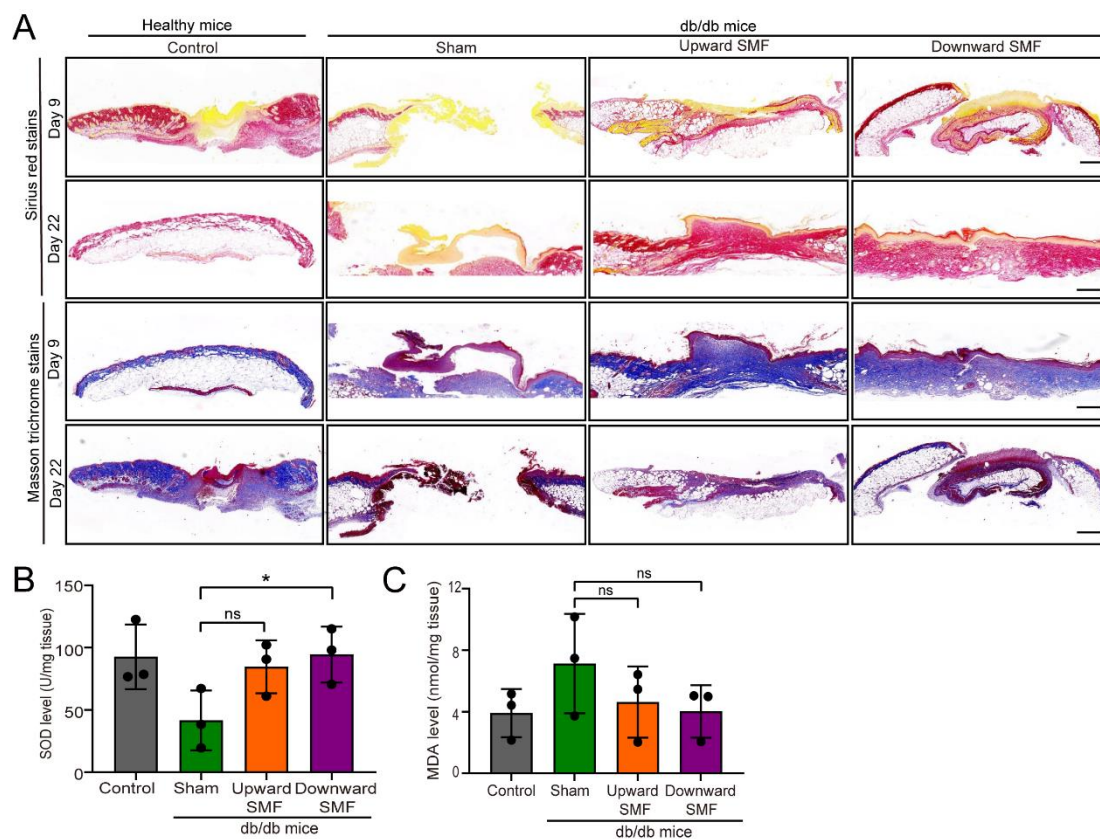 A
Healthy mice
db/db mice
Control
Sham
Upward SMF
Downward SMF
Sirius red stains
Day 9
Day 22
Masson trichrome stains
Day 9
Day 22
B
SOD level (U/mg tissue)
150
100
50
0
*
ns
Control
Sham
Upward
SMF
Downward
SMF
db/db mice
C
MDA level (nmol/mg tissue)
12
8
4
0
ns
ns
Control
Sham
Upward
SMF
Downward
SMF
db/db mice